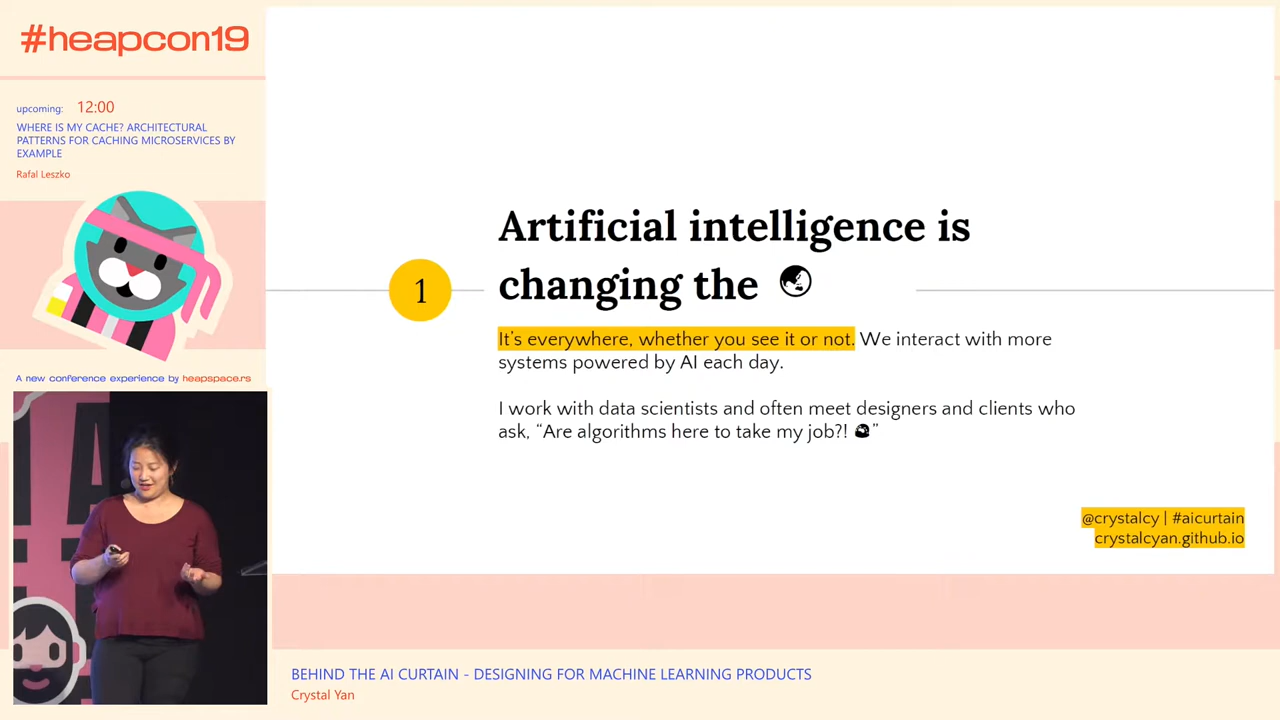 #heapcon19
upcoming: 12:00
WHERE IS MY CACHE? ARCHITECTURAL
PATTERNS FOR CACHING MICROSERVICES BY
EXAMPLE
Rafal Leszko
A new conference experience by heapspace.rs
1
Artificial intelligence is
changing the
It's everywhere, whether you see it or not. We interact with more
systems powered by AI each day.
I work with data scientists and often meet designers and clients who
ask, “Are algorithms here to take my job?! ”
@crystalcy | #aicurtain
crystalcyan.github.io
BEHIND THE AI CURTAIN - DESIGNING FOR MACHINE LEARNING PRODUCTS
Crystal Yan